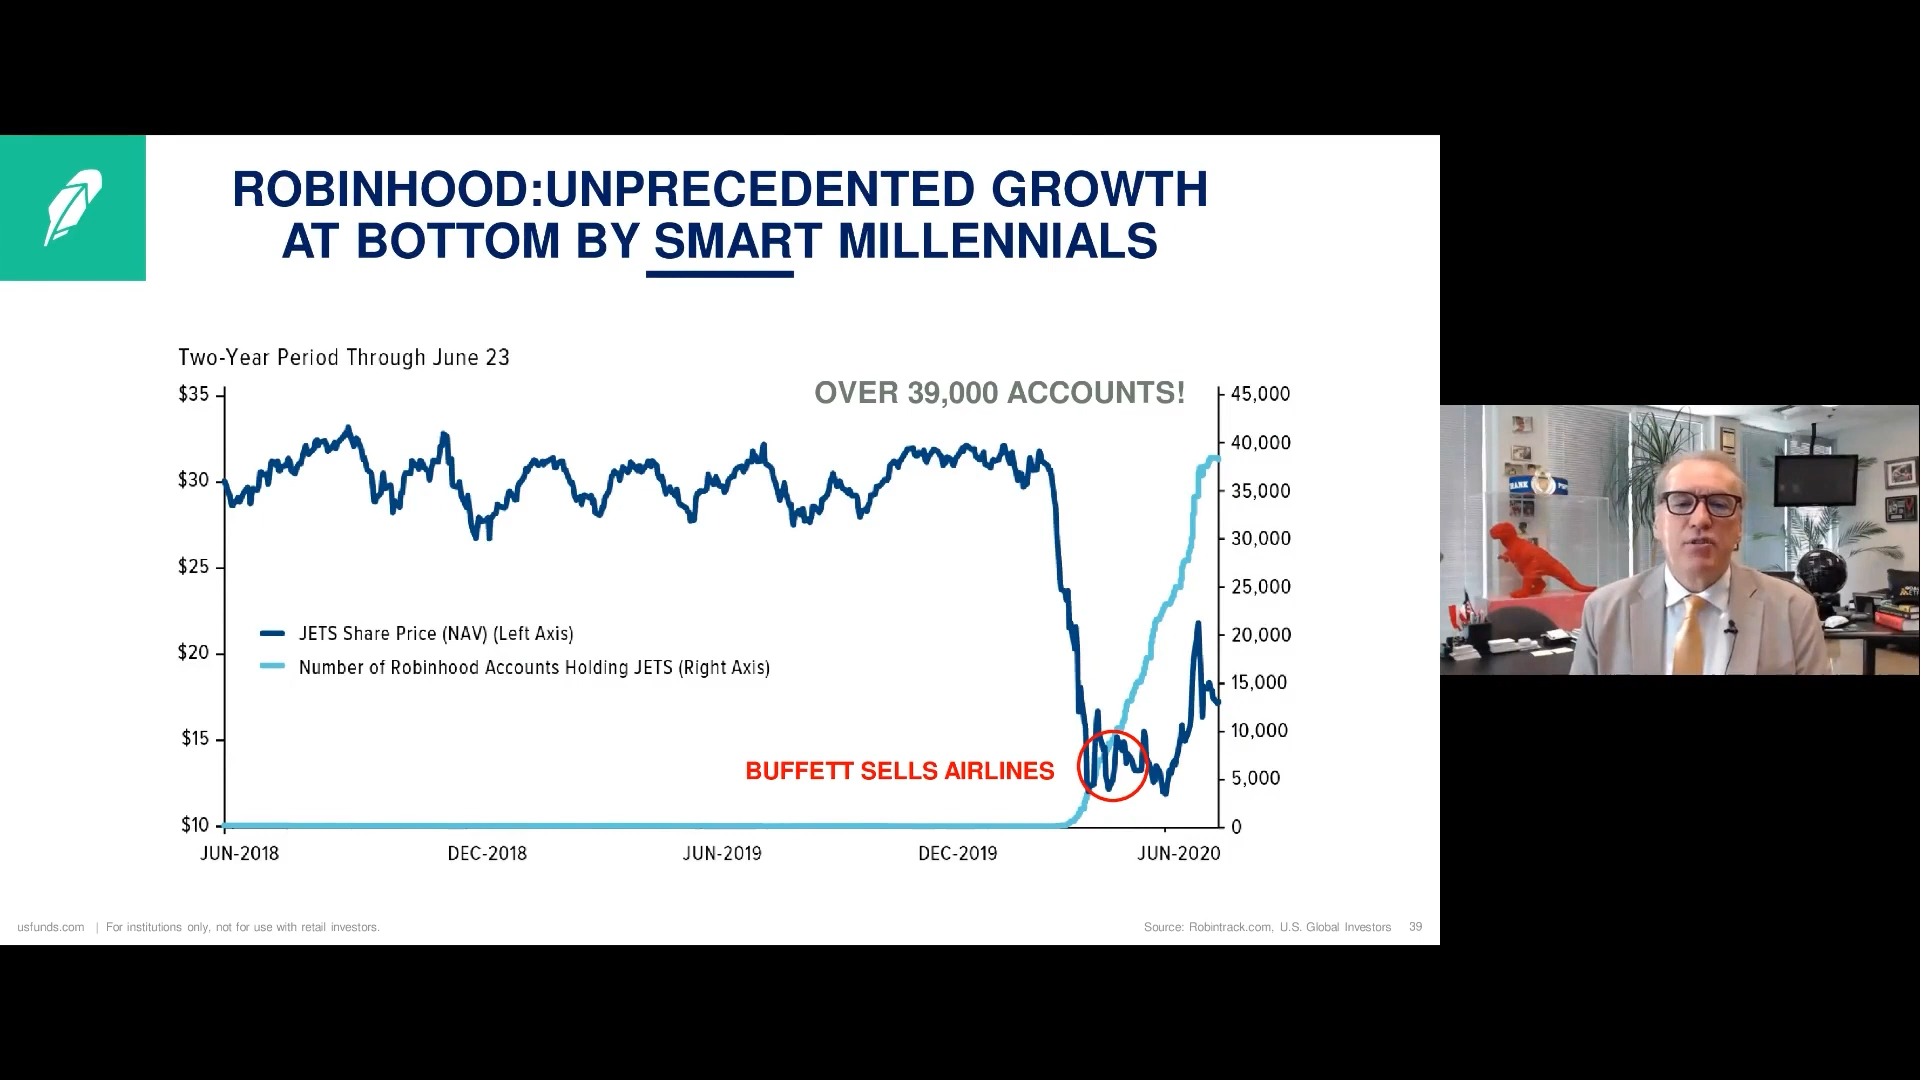 ROBINHOOD:UNPRECEDENTED GROWTH
AT BOTTOM BY SMART MILLENNIALS
Two-Year Period Through June 23
OVER 39,000 ACCOUNTS!
$35
$30
$25
$20
$15
$10
45,000
40,000
35,000
30,000
25,000
20,000
15,000
10,000
5,000
0
JETS Share Price (NAV) (Left Axis)
Number of Robinhood Accounts Holding JETS (Right Axis)
BUFFETT SELLS AIRLINES
JUN-2018 DEC-2018 JUN-2019 DEC-2019 JUN-2020
usfunds.com | For institutions only, not for use with retail investors.
Source: Robintrack.com, U.S. Global Investors 39